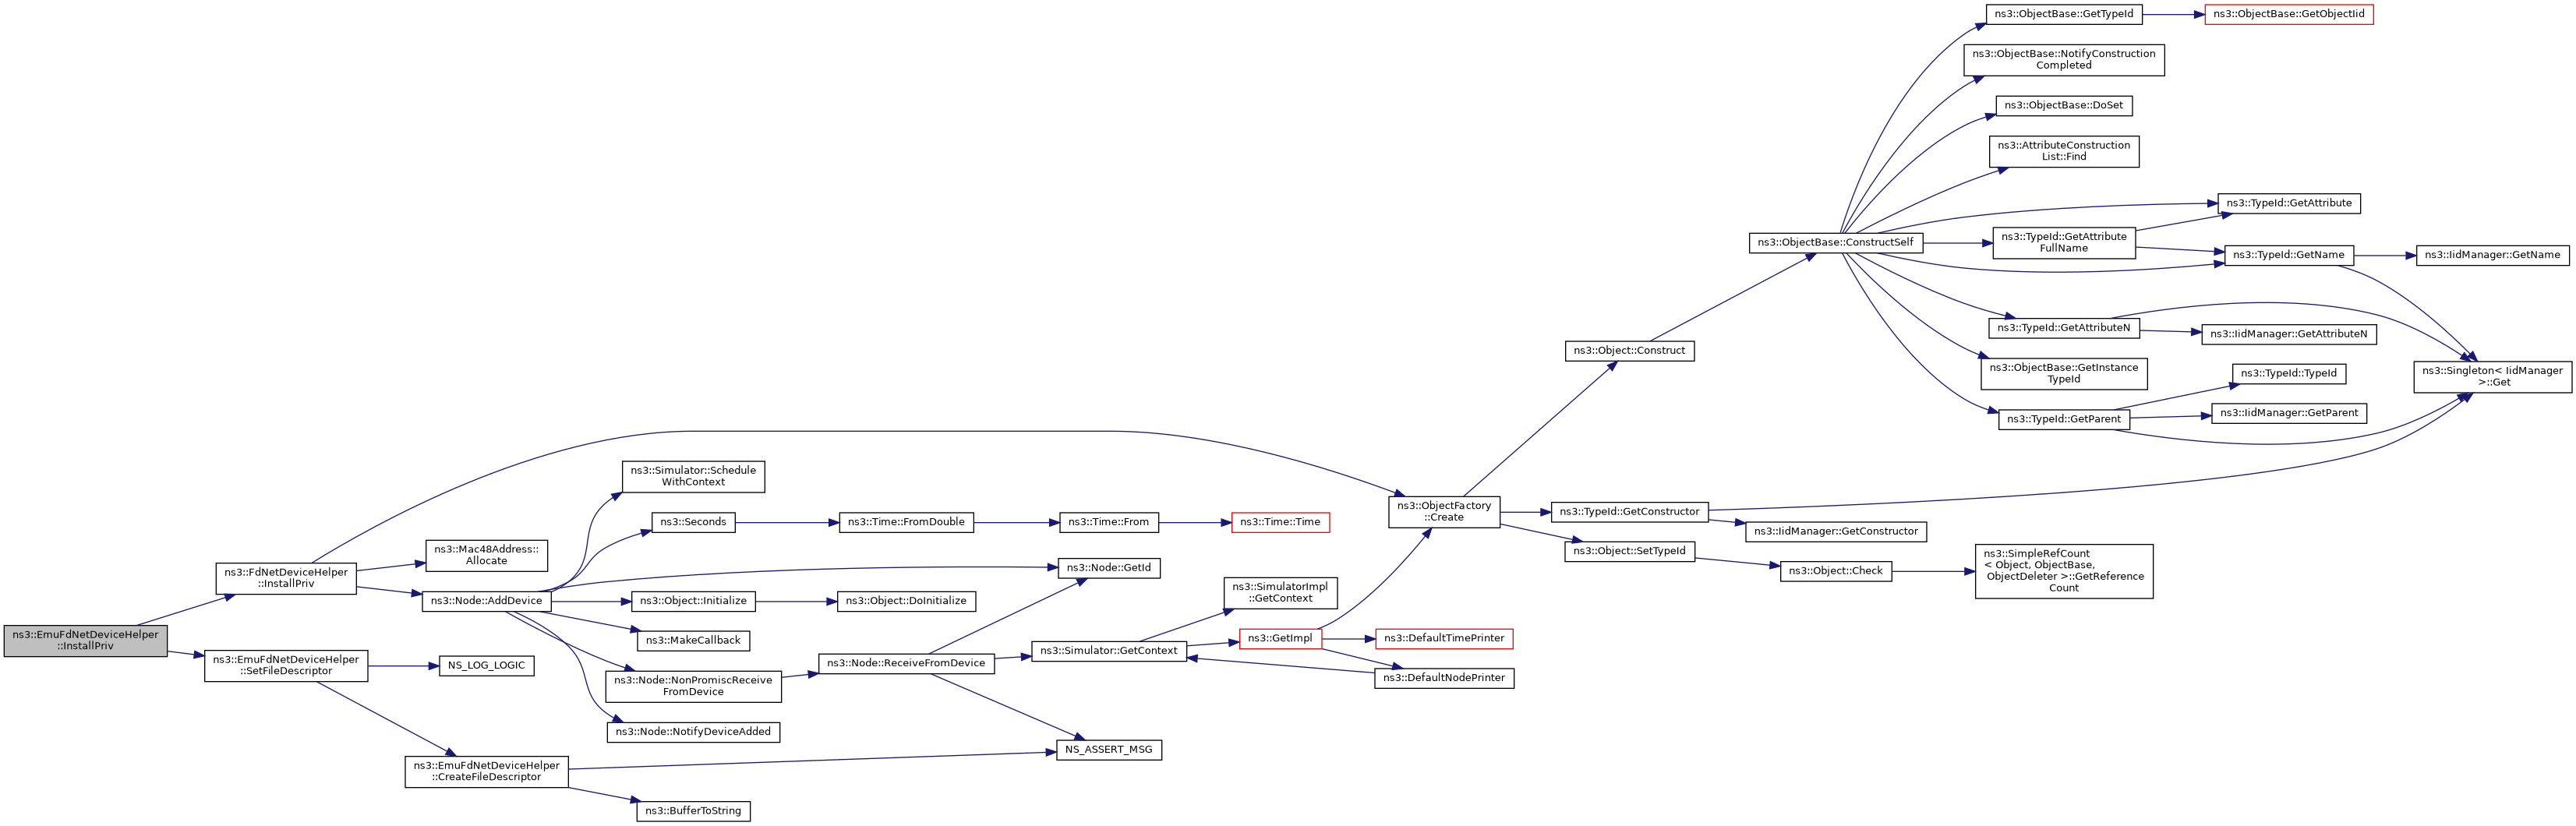 ns3::EmuFdNetDeviceHelper
::InstallPriv
ns3::FdNetDeviceHelper
::InstallPriv
ns3::EmuFdNetDeviceHelper
::SetFileDescriptor
ns3::Mac48Address::
Allocate
ns3::Node::AddDevice
NS_LOG_LOGIC
ns3::EmuFdNetDeviceHelper
::CreateFileDescriptor
ns3::Simulator::Schedule
WithContext
ns3::Seconds
ns3::Object::Initialize
ns3::MakeCallback
ns3::Node::NonPromiscReceive
FromDevice
ns3::Node::NotifyDeviceAdded
ns3::BufferToString
ns3::Time::FromDouble
ns3::Object::DoInitialize
ns3::Node::ReceiveFromDevice
ns3::Time::From
ns3::Node::GetId
ns3::Simulator::GetContext
NS_ASSERT_MSG
ns3::Time::Time
ns3::SimulatorImpl
::GetContext
ns3::GetImpl
ns3::ObjectFactory
::Create
ns3::DefaultTimePrinter
ns3::DefaultNodePrinter
ns3::Object::Construct
ns3::TypeId::GetConstructor
ns3::Object::SetTypeId
ns3::ObjectBase::ConstructSelf
ns3::IidManager::GetConstructor
ns3::Object::Check
ns3::ObjectBase::GetTypeId
ns3::ObjectBase::NotifyConstruction
Completed
ns3::ObjectBase::DoSet
ns3::AttributeConstruction
List::Find
ns3::TypeId::GetAttribute
FullName
ns3::TypeId::GetAttributeN
ns3::ObjectBase::GetInstance
TypeId
ns3::TypeId::GetParent
ns3::SimpleRefCount
< Object, ObjectBase,
ObjectDeleter >::GetReference
Count
ns3::ObjectBase::GetObjectIid
ns3::TypeId::GetAttribute
ns3::TypeId::GetName
ns3::IidManager::GetAttributeN
ns3::TypeId::TypeId
ns3::IidManager::GetParent
ns3::IidManager::GetName
ns3::Singleton< IidManager
>::Get